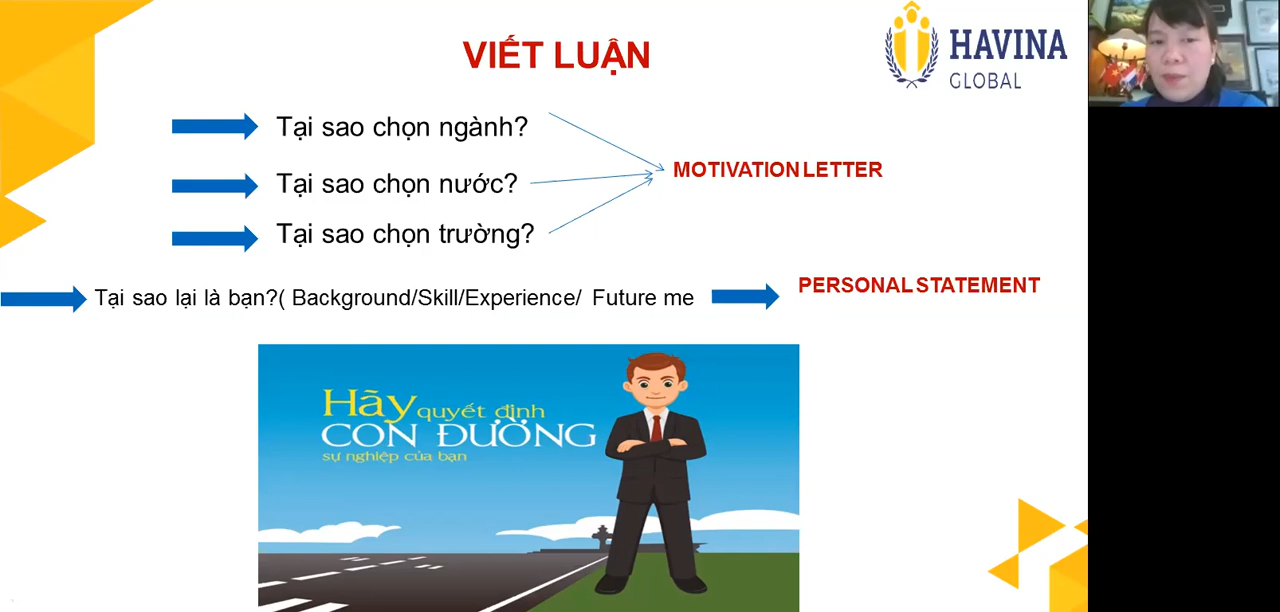 VIẾT LUẬN
HAVINA
GLOBAL
Tại sao chọn ngành?
Tại sao chọn nước?
MOTIVATION LETTER
Tại sao chọn trường?
Tại sao lại là bạn?( Background/Skill/Experience/ Future me
PERSONAL STATEMENT
Hãy quyết định
CON ĐƯỜNG
sự nghiệp của bạn